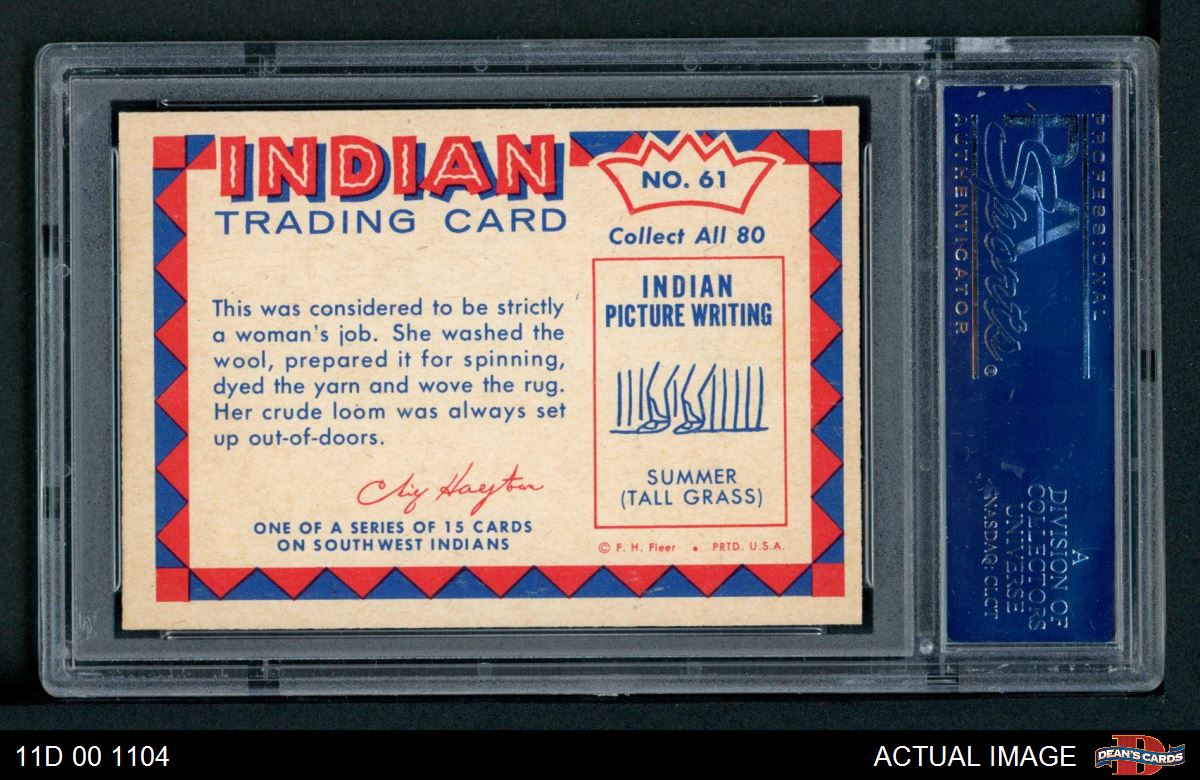 INDIAN
TRADING CARD
NO. 61
Collect All 80
This was considered to be strictly
a woman's job. She washed the
wool, prepared it for spinning,
dyed the yarn and wove the rug.
Her crude loom was always set
up out-of-doors.
ONE OF A SERIES OF 15 CARDS
ON SOUTHWEST INDIANS
INDIAN
PICTURE WRITING
SUMMER
(TALL GRASS)
© F. H. Fleer • PRTD. U.S.A.
PROFESSIONAL
PSA
Sports
AUTHENTICATOR
®
A
DIVISION OF
COLLECTORS
UNIVERSE
NASDAQ: CLCT
11D 00 1104
ACTUAL IMAGE
D
DEAN'S CARDS